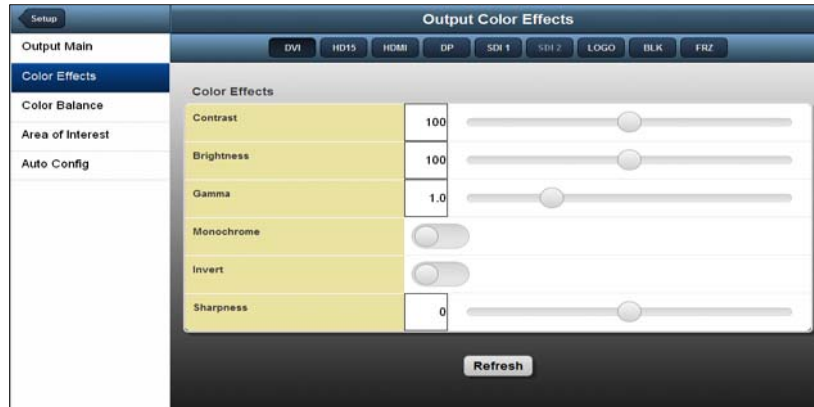 Setup
Output Color Effects
Output Main
Color Effects
Color Balance
Area of Interest
Auto Config
DVI HD15 HDMI DP SDI 1 SDI 2 LOGO BLK FRZ
Color Effects
Contrast 100
Brightness 100
Gamma 1.0
Monochrome
Invert
Sharpness 0
Refresh